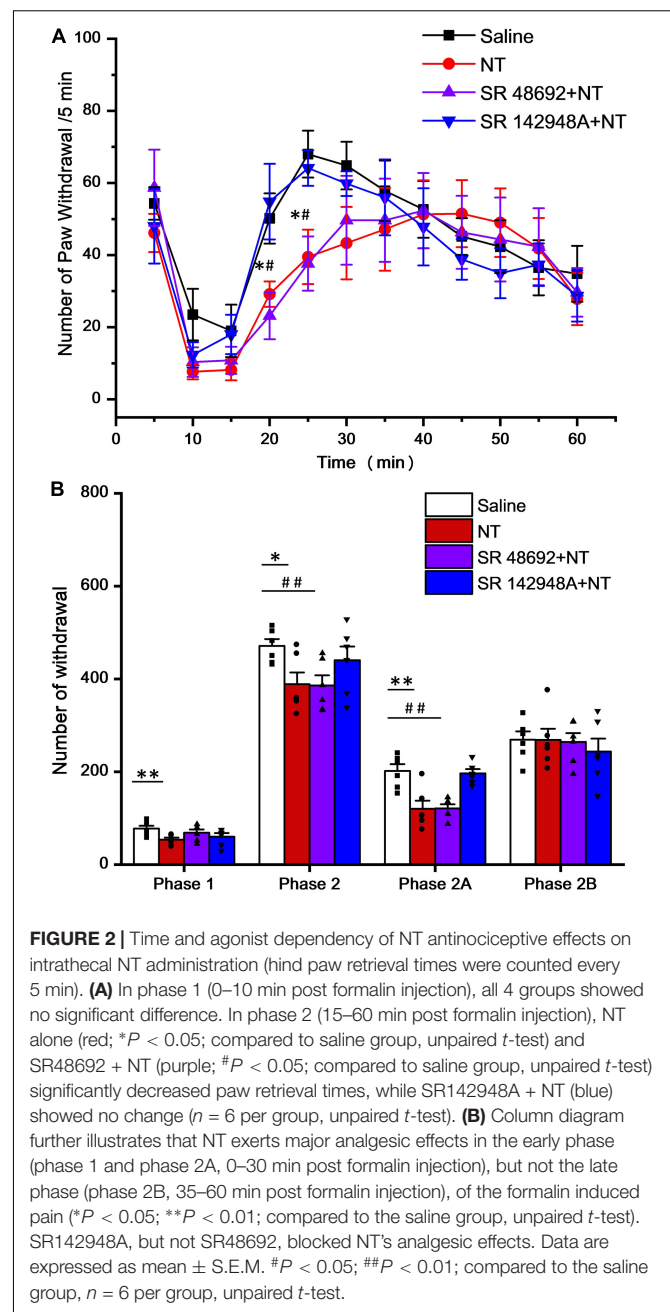 A
Saline
NT
SR 48692+NT
SR 142948A+NT
100
80
60
40
20
0
Number of Paw Withdrawal /5 min
*#
*#
0 10 20 30 40 50 60
Time (min)
B
800
600
400
200
0
Number of withdrawal
Saline
NT
SR 48692+NT
SR 142948A+NT
*
##
**
##
**
Phase 1 Phase 2 Phase 2A Phase 2B
FIGURE 2 | Time and agonist dependency of NT antinociceptive effects on
intrathecal NT administration (hind paw retrieval times were counted every
5 min). (A) In phase 1 (0–10 min post formalin injection), all 4 groups showed
no significant difference. In phase 2 (15–60 min post formalin injection), NT
alone (red; *P < 0.05; compared to saline group, unpaired t-test) and
SR48692 + NT (purple; #P < 0.05; compared to saline group, unpaired t-test)
significantly decreased paw retrieval times, while SR142948A + NT (blue)
showed no change (n = 6 per group, unpaired t-test). (B) Column diagram
further illustrates that NT exerts major analgesic effects in the early phase
(phase 1 and phase 2A, 0–30 min post formalin injection), but not the late
phase (phase 2B, 35–60 min post formalin injection), of the formalin induced
pain (*P < 0.05; **P < 0.01; compared to the saline group, unpaired t-test).
SR142948A, but not SR48692, blocked NT's analgesic effects. Data are
expressed as mean ± S.E.M. #P < 0.05; ##P < 0.01; compared to the saline
group, n = 6 per group, unpaired t-test.